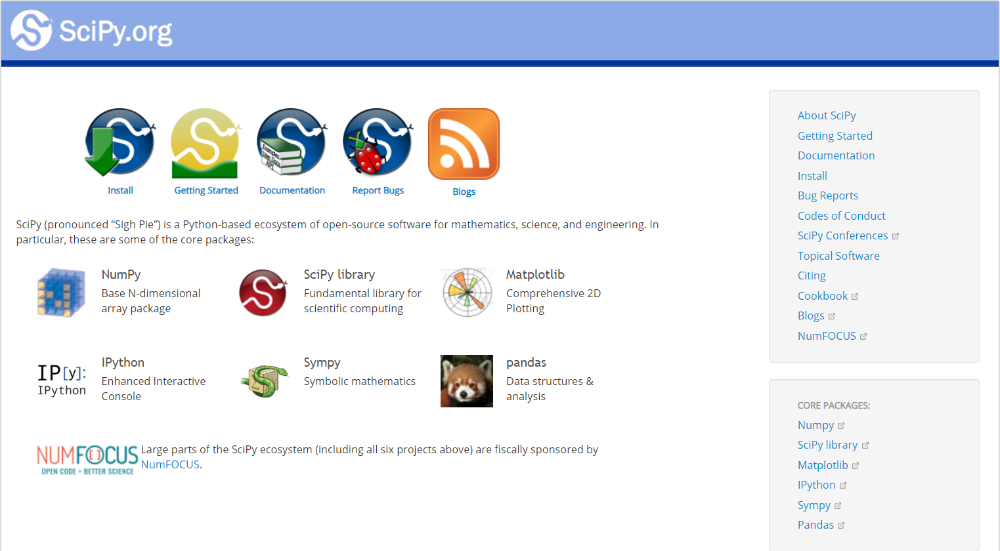 SciPy.org
Install
Getting Started
Examples
User Docs
API
Documentation
Report Bugs
Blogs
SciPy (pronounced “Sigh Pie”) is a Python-based ecosystem of open-source software for mathematics, science, and engineering. In
particular, these are some of the core packages:
NumPy
Base N-dimensional
array package
SciPy library
Fundamental library for
scientific computing
Matplotlib
Comprehensive 2D
Plotting
IP[y]:
IPython
IPython
Enhanced Interactive
Console
Sympy
Symbolic mathematics
pandas
Data structures &
analysis
NUMFOCUS
OPEN CODE = BETTER SCIENCE
Large parts of the SciPy ecosystem (including all six projects above) are fiscally sponsored by
NumFOCUS.
About SciPy
Getting Started
Documentation
Install
Bug Reports
Codes of Conduct
SciPy Conferences
Topical Software
Citing
Cookbook
Blogs
NumFOCUS
CORE PACKAGES:
Numpy
SciPy library
Matplotlib
IPython
Sympy
Pandas